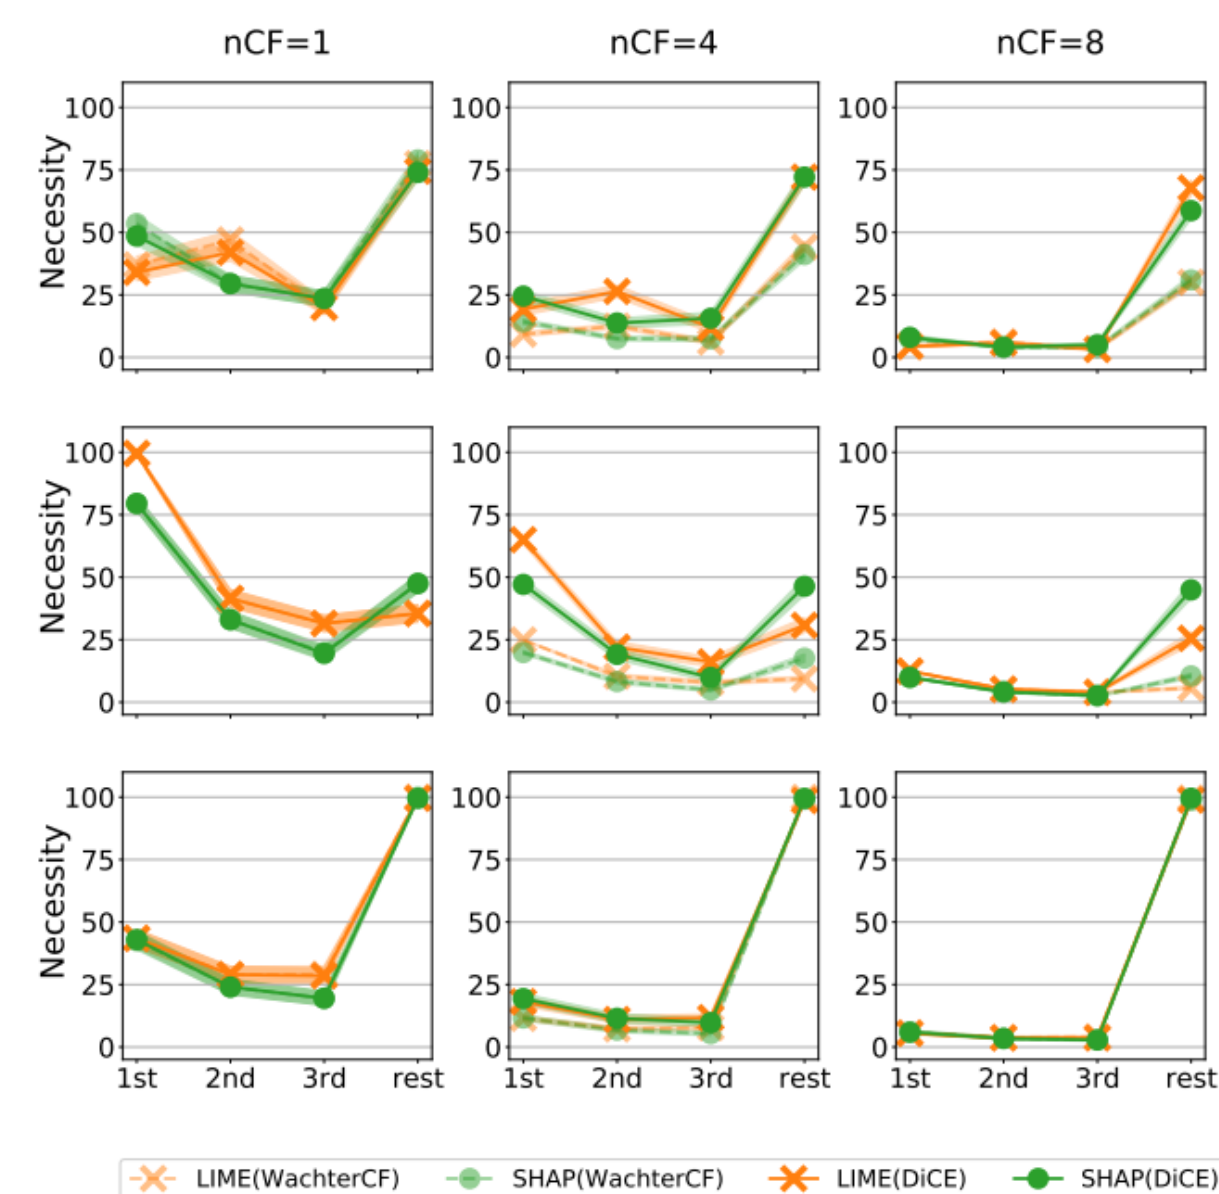 nCF=1 nCF=4 nCF=8
Necessity
100 100 100
75 75 75
50 50 50
25 25 25
0 0 0
Necessity
100 100 100
75 75 75
50 50 50
25 25 25
0 0 0
Necessity
100 100 100
75 75 75
50 50 50
25 25 25
0 0 0
1st 2nd 3rd rest 1st 2nd 3rd rest 1st 2nd 3rd rest
LIME(WachterCF) SHAP(WachterCF) LIME(DiCE) SHAP(DiCE)